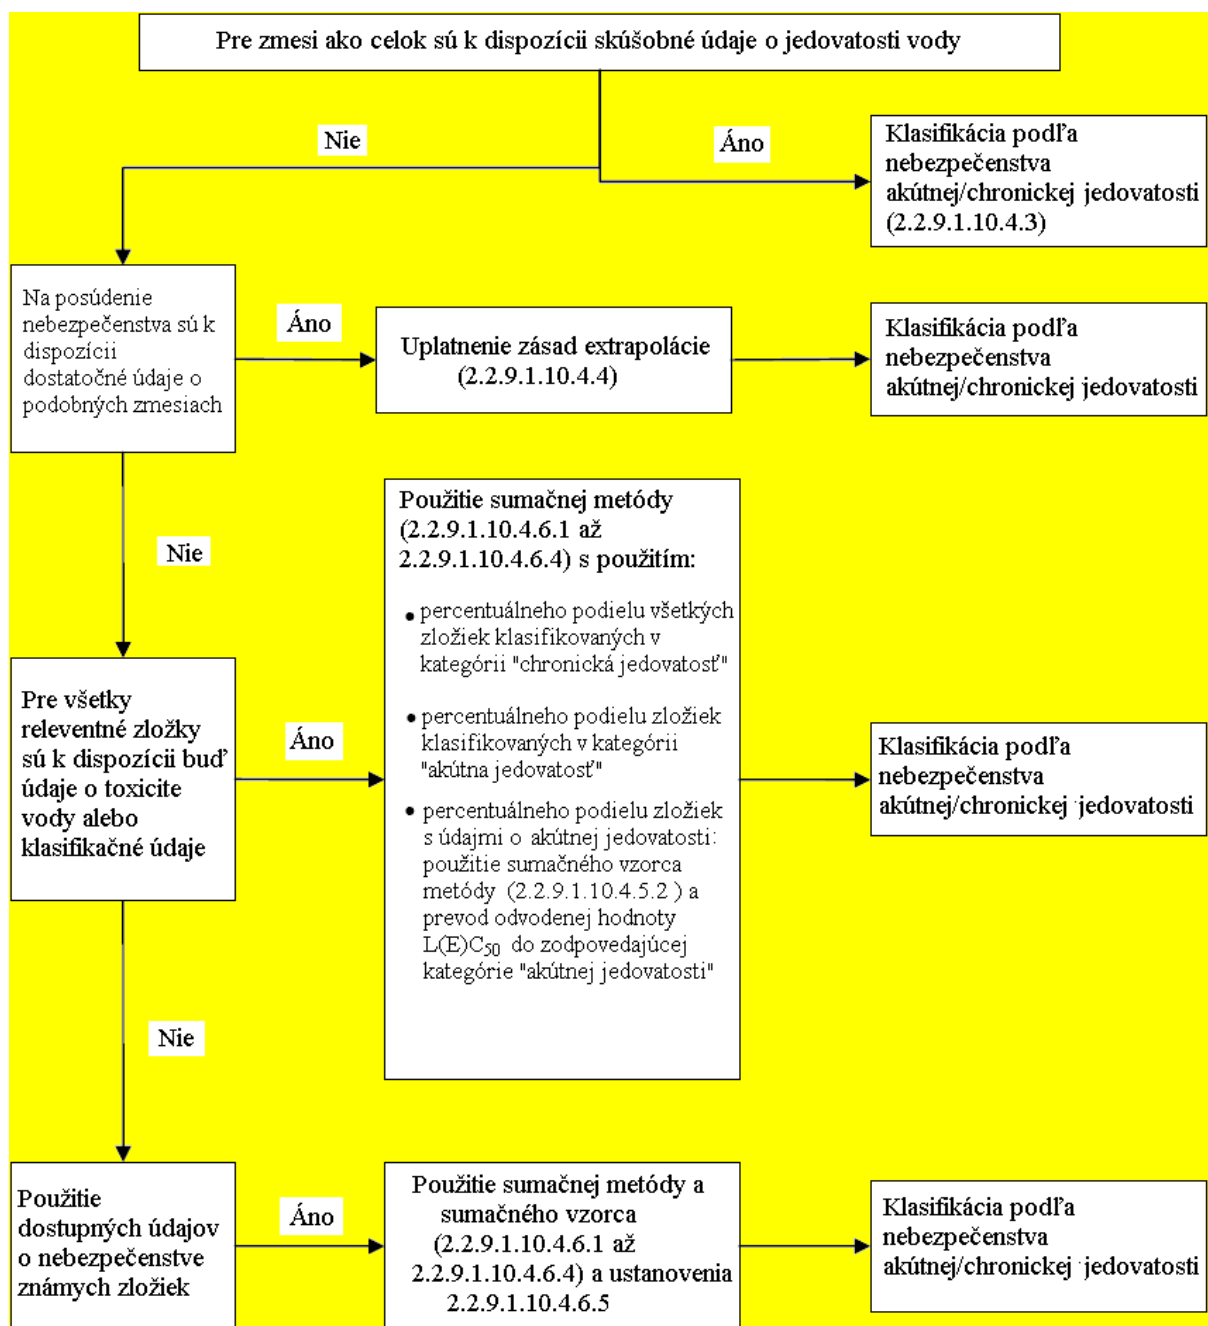 Pre zmesi ako celok sú k dispozícii skúšobné údaje o jedovatosti vody
Nie
Áno
Klasifikácia podľa
nebezpečenstva
akútnej/chronickej jedovatosti
(2.2.9.1.10.4.3)
Na posúdenie
nebezpečenstva sú k
dispozícii
dostatočné údaje o
podobných zmesiach
Áno
Uplatnenie zásad extrapolácie
(2.2.9.1.10.4.4)
Klasifikácia podľa
nebezpečenstva
akútnej/chronickej jedovatosti
Nie
Pre všetky
releventné zložky
sú k dispozícii buď
údaje o toxicite
vody alebo
klasifikačné údaje
Áno
Použitie sumačnej metódy
(2.2.9.1.10.4.6.1 až
2.2.9.1.10.4.6.4) s použitím:
• percentuálneho podielu všetkých
zložiek klasifikovaných v
kategórii "chronická jedovatosť"
• percentuálneho podielu zložiek
klasifikovaných v kategórii
"akútna jedovatosť"
• percentuálneho podielu zložiek
s údajmi o akútnej jedovatosti:
použitie sumačného vzorca
metódy (2.2.9.1.10.4.5.2 ) a
prevod odvodenej hodnoty
L(E)C50 do zodpovedajúcej
kategórie "akútnej jedovatosti"
Klasifikácia podľa
nebezpečenstva
akútnej/chronickej jedovatosti
Nie
Použitie
dostupných údajov
o nebezpečenstve
známych zložiek
Áno
Použitie sumačnej metódy a
sumačného vzorca
(2.2.9.1.10.4.6.1 až
2.2.9.1.10.4.6.4) a ustanovenia
2.2.9.1.10.4.6.5
Klasifikácia podľa
nebezpečenstva
akútnej/chronickej jedovatosti